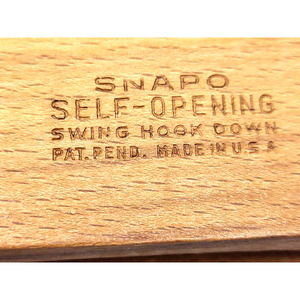 SNAPO
SELF-OPENING
SWING HOOK DOWN
PAT. PEND. MADE IN U.S.A